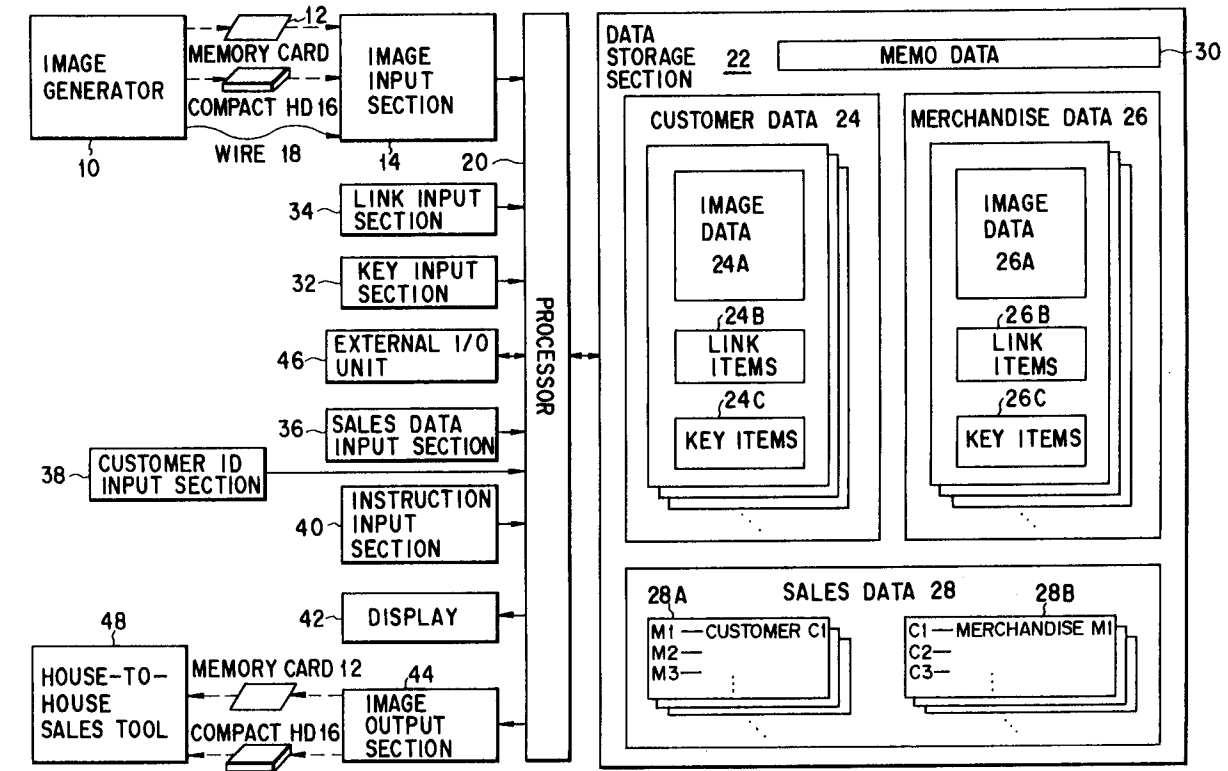 IMAGE
GENERATOR
10
12
MEMORY CARD
COMPACT HD 16
WIRE 18
IMAGE
INPUT
SECTION
14
20
34
LINK INPUT
SECTION
32
KEY INPUT
SECTION
46
EXTERNAL I/O
UNIT
36
SALES DATA
INPUT SECTION
38
CUSTOMER ID
INPUT SECTION
40
INSTRUCTION
INPUT
SECTION
42
DISPLAY
48
HOUSE-TO-
HOUSE
SALES TOOL
MEMORY CARD 12
COMPACT HD 16
44
IMAGE
OUTPUT
SECTION
PROCESSOR
DATA
STORAGE
SECTION 22
MEMO DATA
30
CUSTOMER DATA 24
IMAGE
DATA
24A
24B
LINK
ITEMS
24C
KEY ITEMS
MERCHANDISE DATA 26
IMAGE
DATA
26A
26B
LINK
ITEMS
26C
KEY ITEMS
SALES DATA 28
28A
M1 — CUSTOMER C1
M2 —
M3 —
28B
C1 — MERCHANDISE M1
C2 —
C3 —